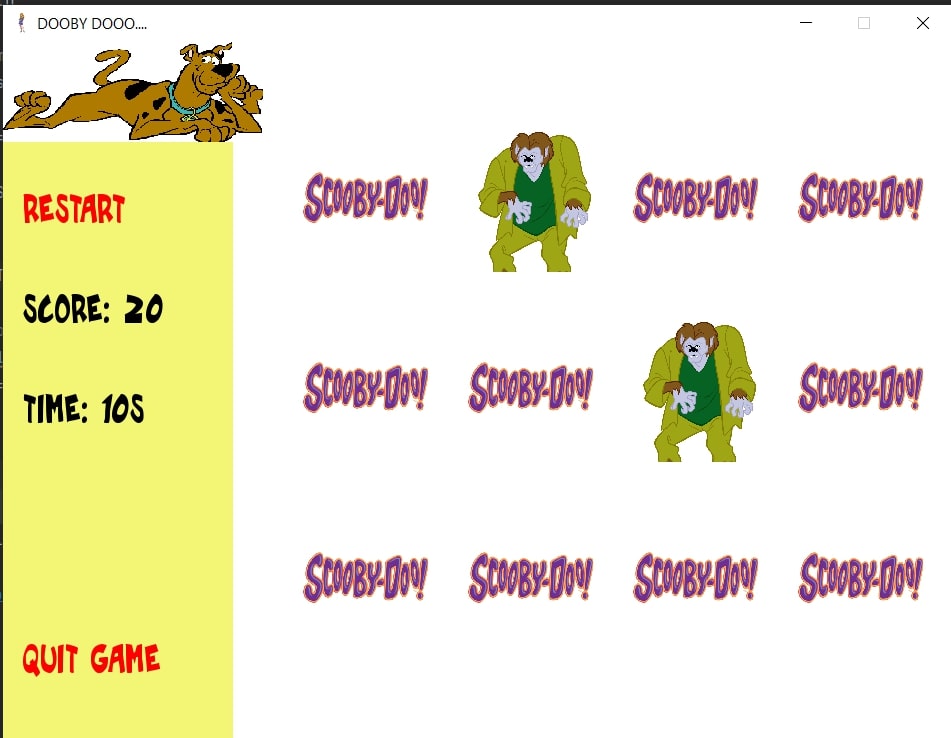 DOOBY DOOO....
RESTART
SCORE: 20
TIME: 10S
QUIT GAME
SCOOBY-DOO! SCOOBY-DOO! SCOOBY-DOO!
SCOOBY-DOO! SCOOBY-DOO! SCOOBY-DOO!
SCOOBY-DOO! SCOOBY-DOO! SCOOBY-DOO! SCOOBY-DOO!